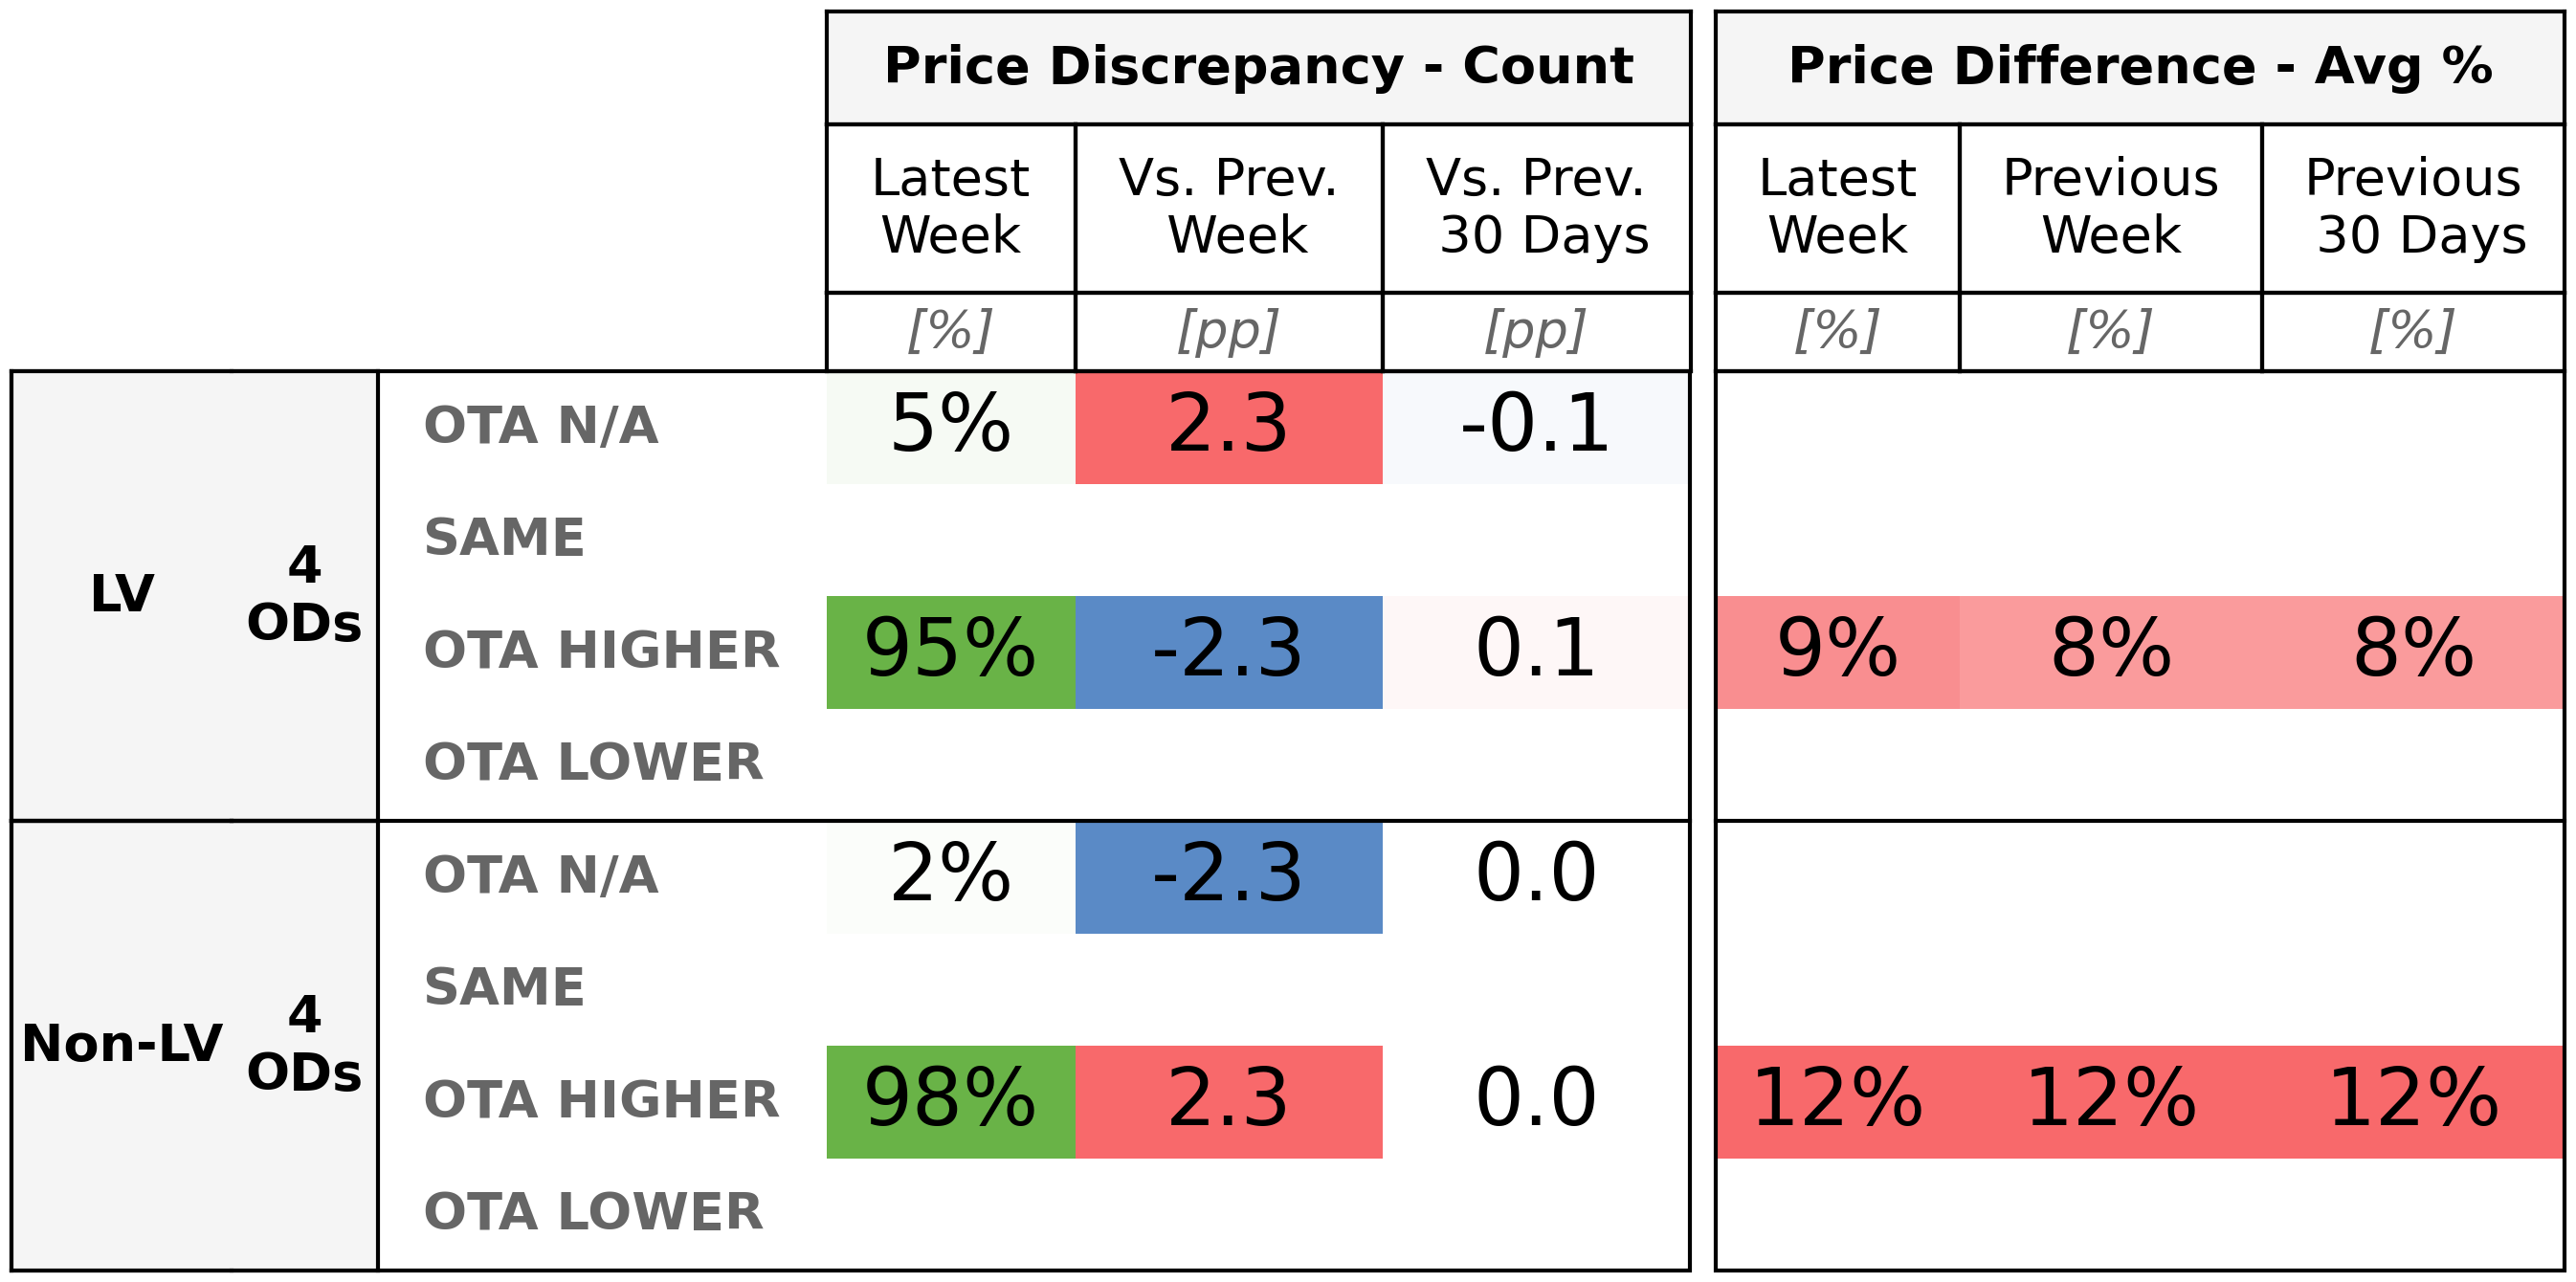 Price Discrepancy - Count Price Difference - Avg %
Latest Week Vs. Prev. Week Vs. Prev. 30 Days Latest Week Previous Week Previous 30 Days
[%] [pp] [pp] [%] [%] [%]
LV 4 ODs
OTA N/A 5% 2.3 -0.1
SAME
OTA HIGHER 95% -2.3 0.1 9% 8% 8%
OTA LOWER
Non-LV 4 ODs
OTA N/A 2% -2.3 0.0
SAME
OTA HIGHER 98% 2.3 0.0 12% 12% 12%
OTA LOWER